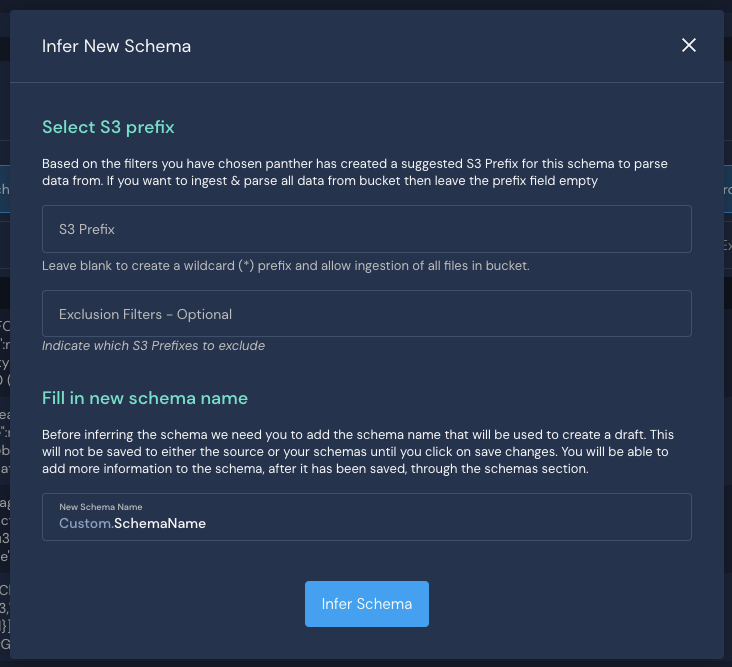 Infer New Schema
Select S3 prefix
Based on the filters you have chosen panther has created a suggested S3 Prefix for this schema to parse
data from. If you want to ingest & parse all data from bucket then leave the prefix field empty
S3 Prefix
Leave blank to create a wildcard (*) prefix and allow ingestion of all files in bucket.
Exclusion Filters - Optional
Indicate which S3 Prefixes to exclude
Fill in new schema name
Before inferring the schema we need you to add the schema name that will be used to create a draft. This
will not be saved to either the source or your schemas until you click on save changes. You will be able to
add more information to the schema, after it has been saved, through the schemas section.
New Schema Name
Custom.SchemaName
Infer Schema